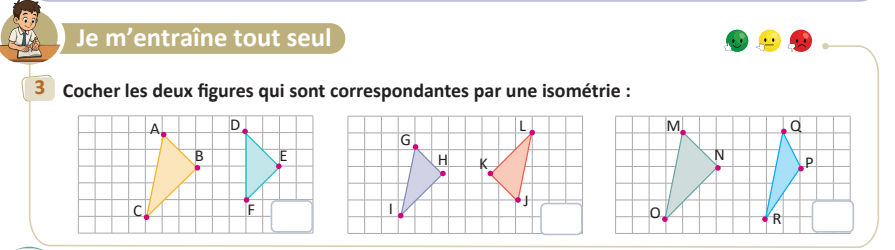 Je m'entraîne tout seul
3 Cocher les deux figures qui sont correspondantes par une isométrie :
A
B
C
D
E
F
G
H
I
L
K
J
M
N
O
Q
P
R